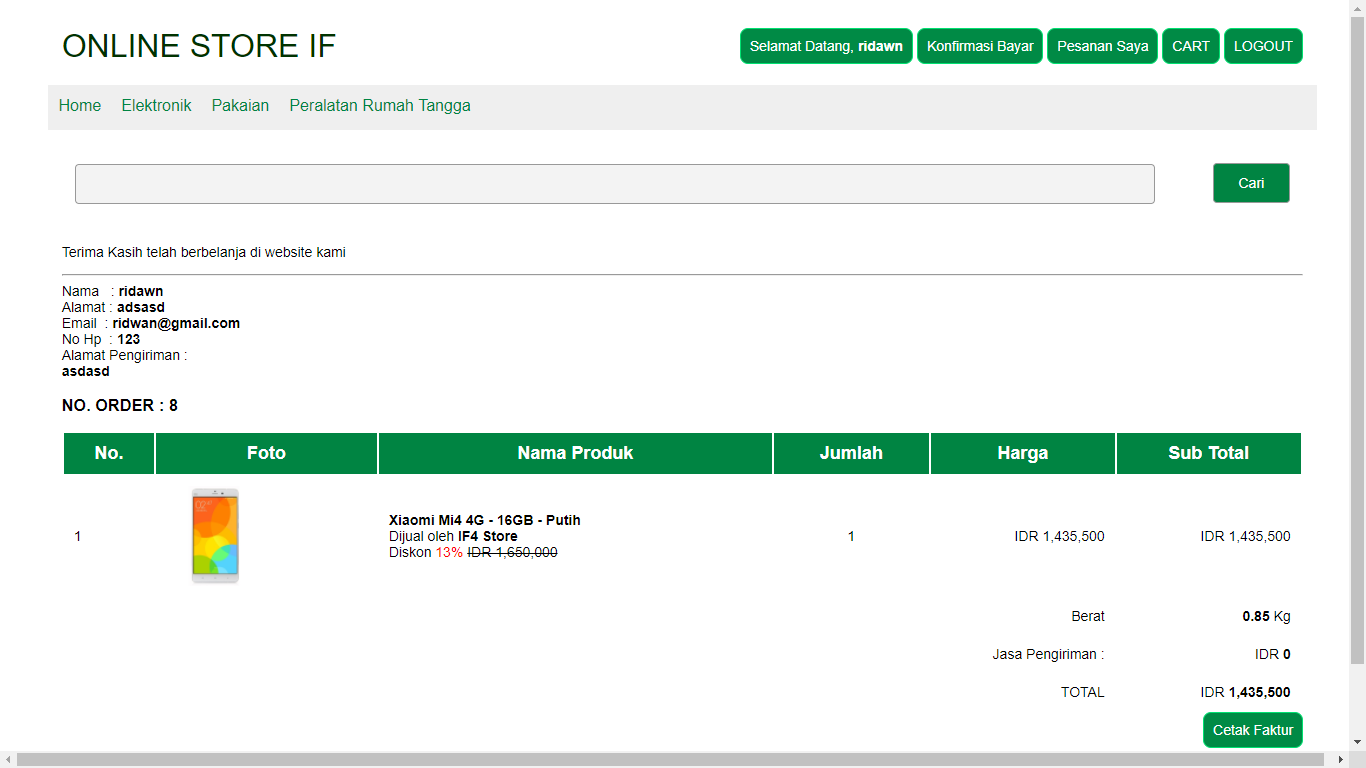 ONLINE STORE IF
Selamat Datang, ridawn
Konfirmasi Bayar
Pesanan Saya
CART
LOGOUT
Home
Elektronik
Pakaian
Peralatan Rumah Tangga
Cari
Terima Kasih telah berbelanja di website kami
Nama : ridawn
Alamat : adsasd
Email : ridwan@gmail.com
No Hp : 123
Alamat Pengiriman :
asdasd
NO. ORDER : 8
No. Foto Nama Produk Jumlah Harga Sub Total
Xiaomi Mi4 4G - 16GB - Putih
1 Dijual oleh IF4 Store 1 IDR 1,435,500 IDR 1,435,500
Diskon 13% IDR 1,650,000
Berat 0.85 Kg
Jasa Pengiriman : IDR 0
TOTAL IDR 1,435,500
Cetak Faktur